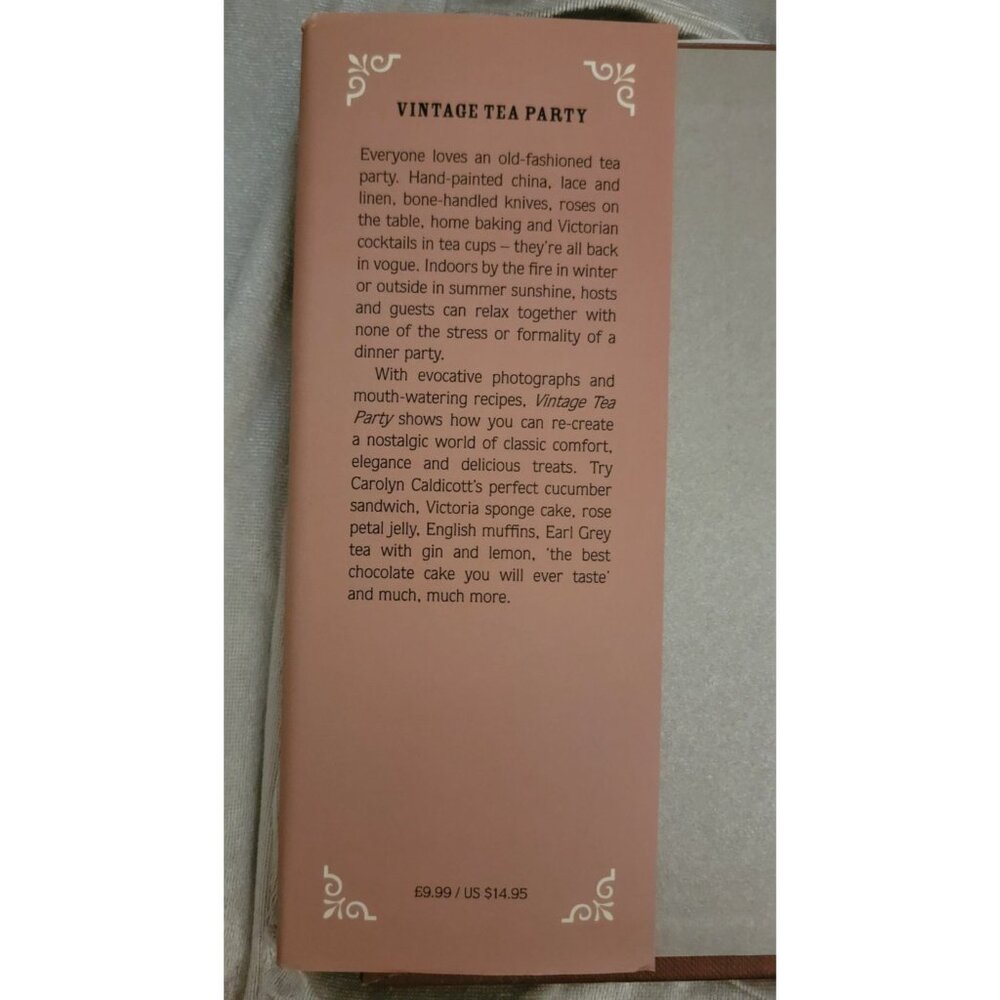 VINTAGE TEA PARTY
Everyone loves an old-fashioned tea
party. Hand-painted china, lace and
linen, bone-handled knives, roses on
the table, home baking and Victorian
cocktails in tea cups – they're all back
in vogue. Indoors by the fire in winter
or outside in summer sunshine, hosts
and guests can relax together with
none of the stress or formality of a
dinner party.
With evocative photographs and
mouth-watering recipes, Vintage Tea
Party shows how you can re-create
a nostalgic world of classic comfort,
elegance and delicious treats. Try
Carolyn Caldicott's perfect cucumber
sandwich, Victoria sponge cake, rose
petal jelly, English muffins, Earl Grey
tea with gin and lemon, 'the best
chocolate cake you will ever taste'
and much, much more.
£9.99 / US $14.95